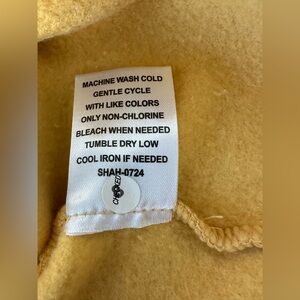 MACHINE WASH COLD
GENTLE CYCLE
WITH LIKE COLORS
ONLY NON-CHLORINE
BLEACH WHEN NEEDED
TUMBLE DRY LOW
COOL IRON IF NEEDED
SHAH-0724
CHECKED